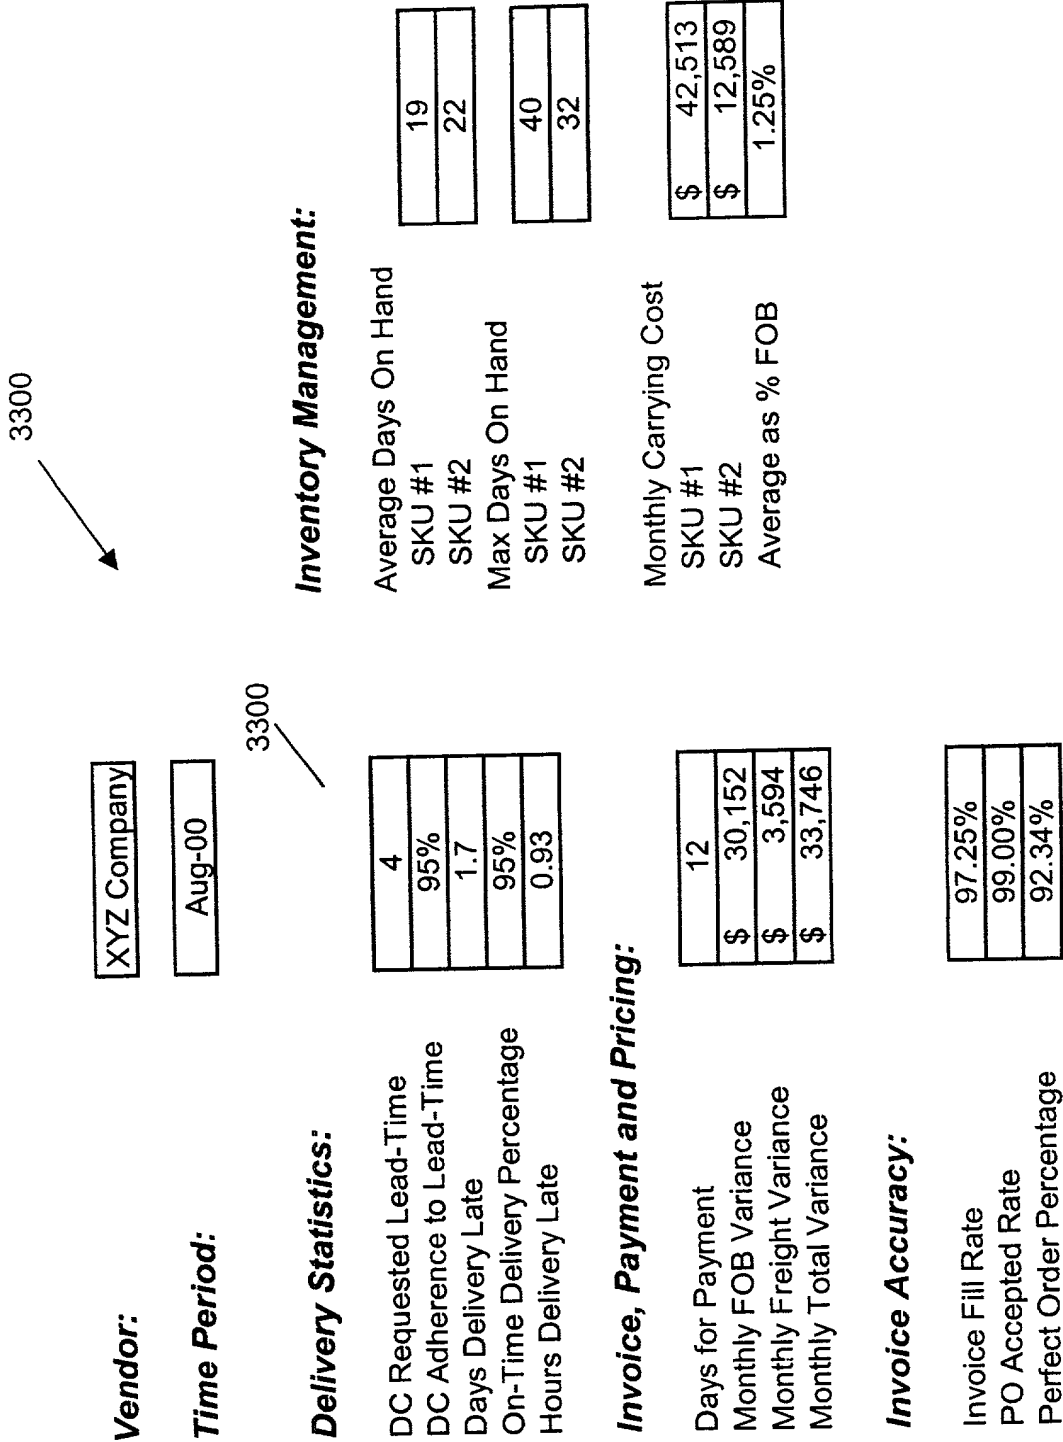 3300
Vendor: XYZ Company
Time Period: Aug-00
3300
Delivery Statistics:
DC Requested Lead-Time 4
DC Adherence to Lead-Time 95%
Days Delivery Late 1.7
On-Time Delivery Percentage 95%
Hours Delivery Late 0.93
Invoice, Payment and Pricing:
Days for Payment 12
Monthly FOB Variance $ 30,152
Monthly Freight Variance $ 3,594
Monthly Total Variance $ 33,746
Invoice Accuracy:
Invoice Fill Rate 97.25%
PO Accepted Rate 99.00%
Perfect Order Percentage 92.34%
Inventory Management:
Average Days On Hand
SKU #1 19
SKU #2 22
Max Days On Hand
SKU #1 40
SKU #2 32
Monthly Carrying Cost
SKU #1 $ 42,513
SKU #2 $ 12,589
Average as % FOB 1.25%